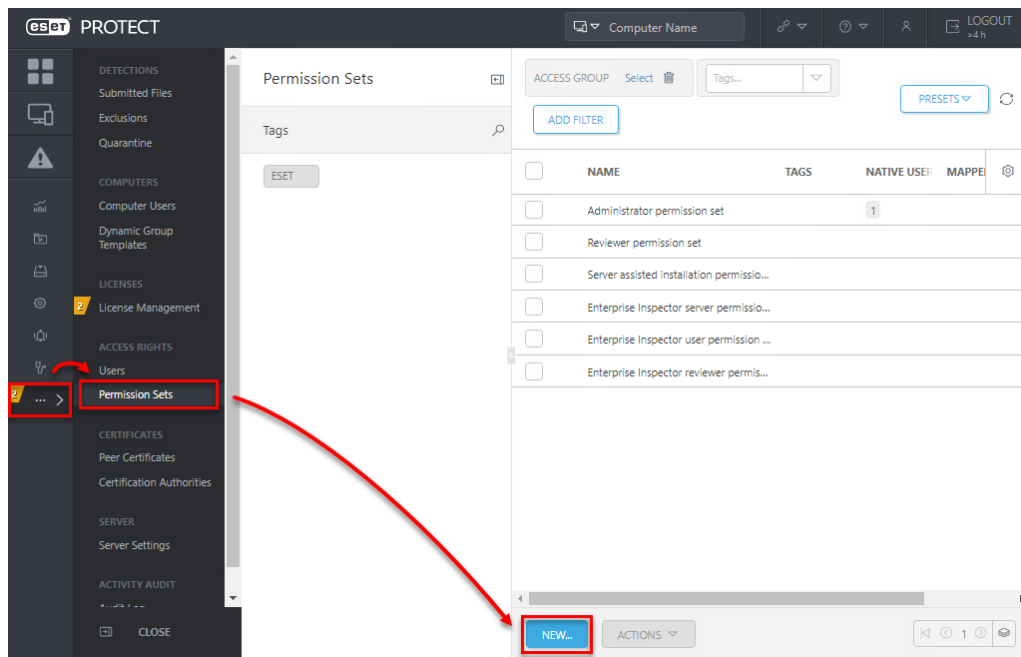 eset PROTECT
Computer Name
LOGOUT
>4 h
DETECTIONS
Submitted Files
Exclusions
Quarantine
COMPUTERS
Computer Users
Dynamic Group
Templates
LICENSES
2
License Management
ACCESS RIGHTS
Users
2
... >
Permission Sets
CERTIFICATES
Peer Certificates
Certification Authorities
SERVER
Server Settings
ACTIVITY AUDIT
Audit Log
CLOSE
Permission Sets
Tags
ESET
ACCESS GROUP Select
Tags...
PRESETS
ADD FILTER
NAME TAGS NATIVE USER MAPPE
Administrator permission set 1
Reviewer permission set
Server assisted installation permissio...
Enterprise Inspector server permissio...
Enterprise Inspector user permission ...
Enterprise Inspector reviewer permis...
NEW...
ACTIONS
1